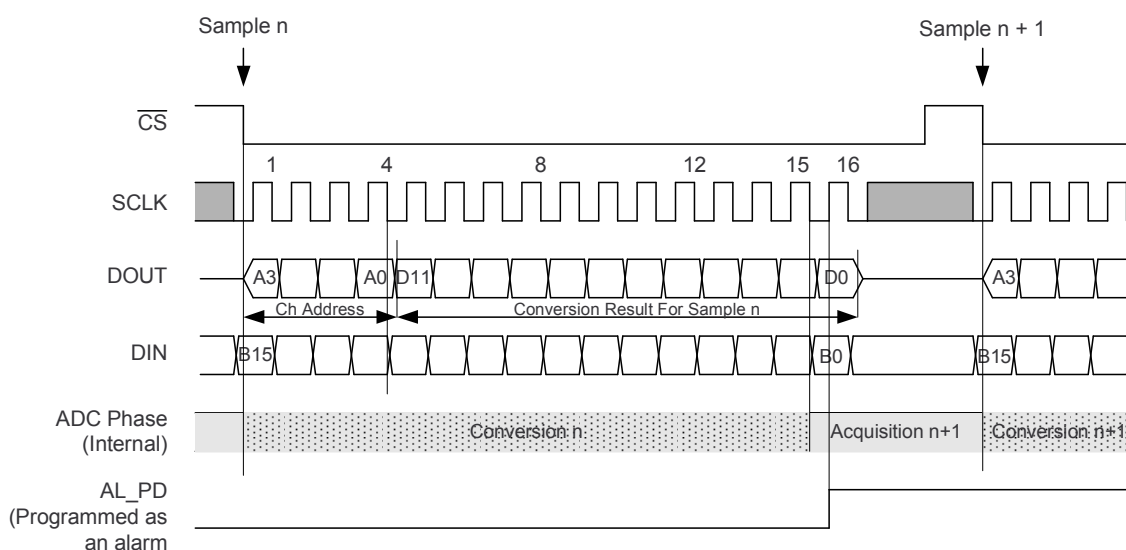 Sample n
Sample n + 1
CS
1 4 8 12 15 16
SCLK
DOUT A3 A0 D11 D0 A3
Ch Address Conversion Result For Sample n
DIN B15 B0 B15
ADC Phase
(Internal)
Conversion n Acquisition n+1 Conversion n+1
AL_PD
(Programmed as
an alarm